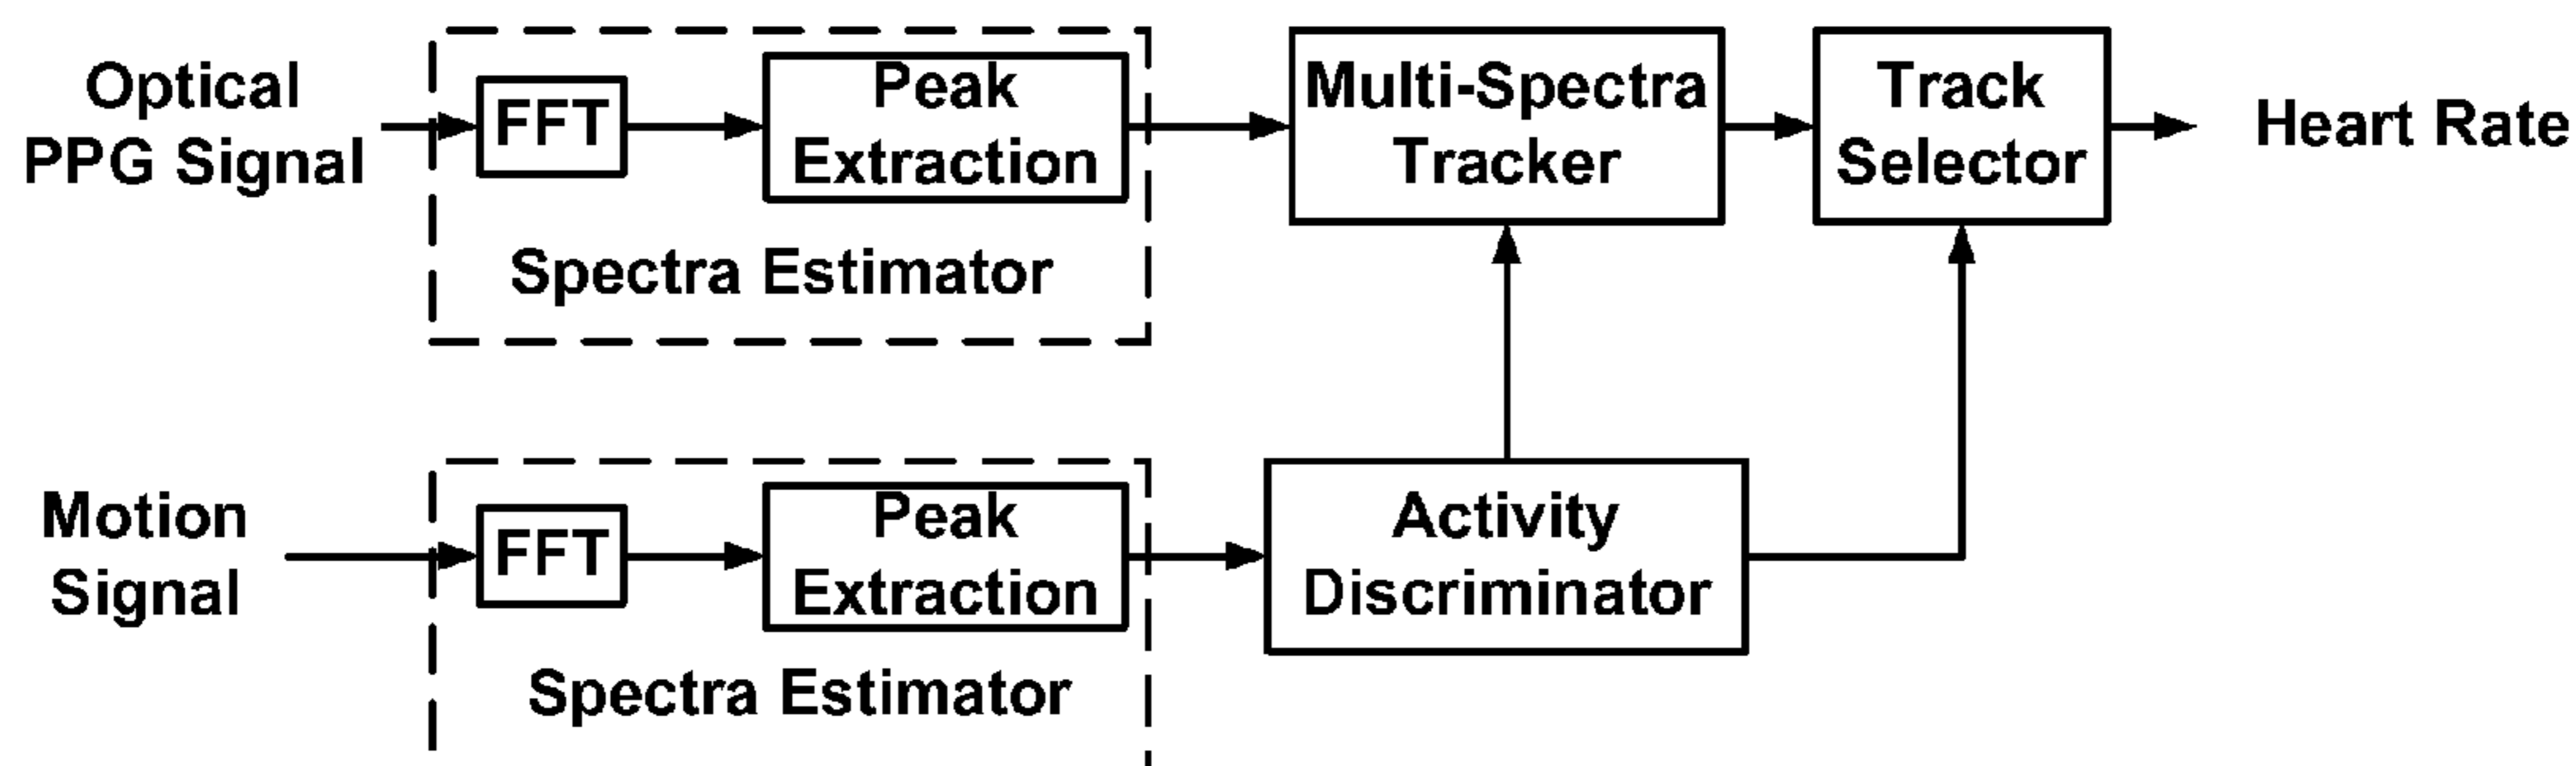 Optical
PPG Signal
FFT
Peak
Extraction
Spectra Estimator
Multi-Spectra
Tracker
Track
Selector
Heart Rate
Motion
Signal
FFT
Peak
Extraction
Spectra Estimator
Activity
Discriminator